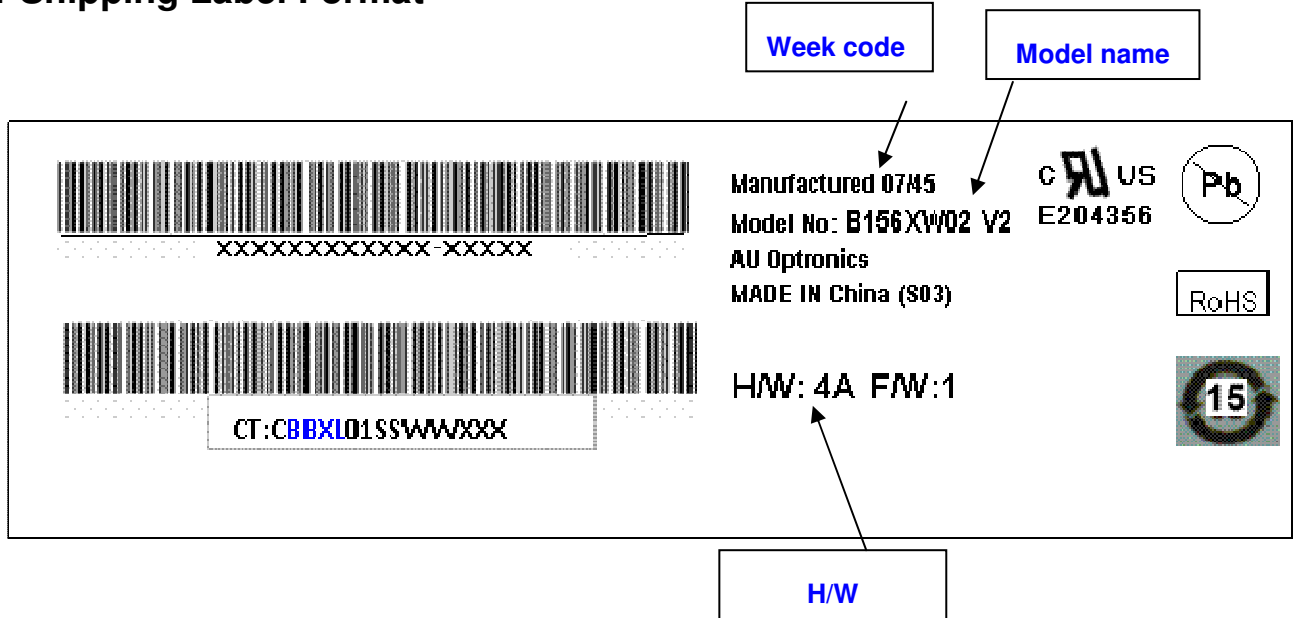 Shipping Label Format
Week code
Model name
Manufactured 07/45
Model No: B156XW02 V2
AU Optronics
MADE IN China (S03)
C UL US
E204356
Pb
XXXXXXXXXXXX-XXXXX
RoHS
H/W: 4A F/W:1
15
CT:CBBXL01SSWWXXX
H/W